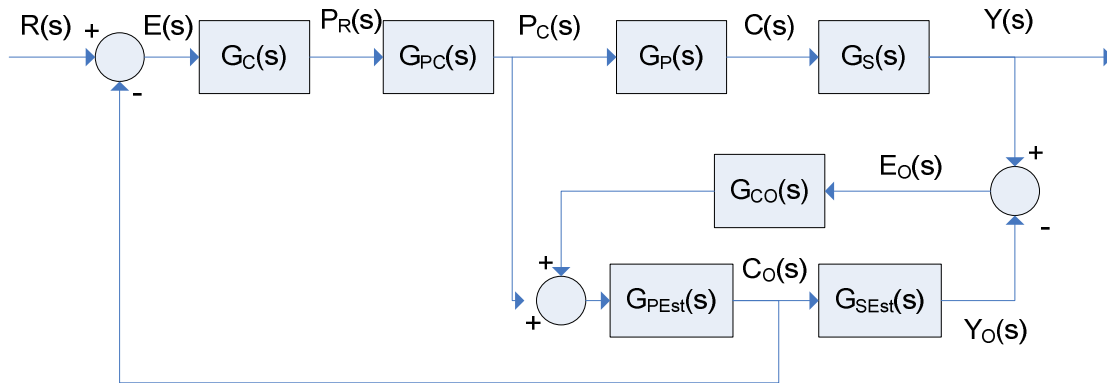 R(s)
+
-
E(s)
G_C(s)
P_R(s)
G_PC(s)
P_C(s)
G_P(s)
C(s)
G_S(s)
Y(s)
+
-
E_O(s)
G_CO(s)
+
+
G_PEst(s)
C_O(s)
G_SEst(s)
Y_O(s)